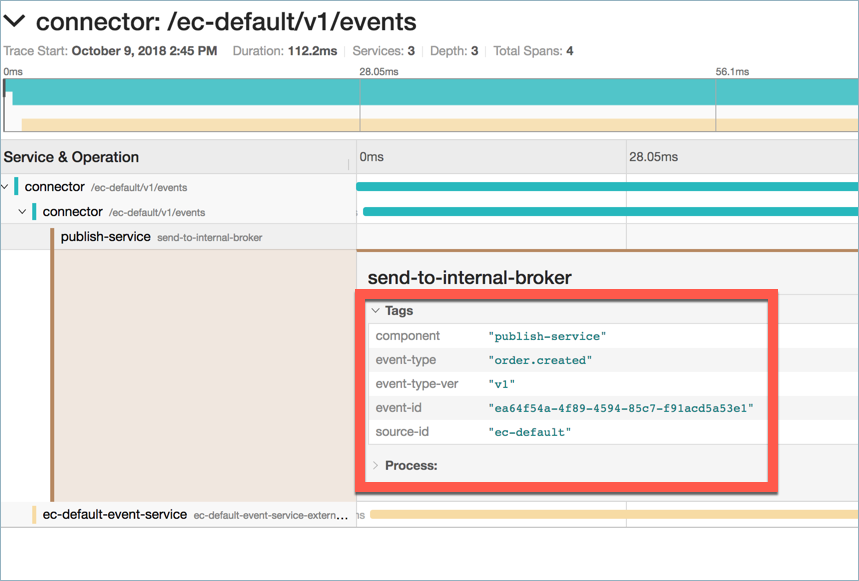 connector: /ec-default/v1/events
Trace Start: October 9, 2018 2:45 PM Duration: 112.2ms Services: 3 Depth: 3 Total Spans: 4
0ms 28.05ms 56.1ms
Service & Operation 0ms 28.05ms
connector /ec-default/v1/events
connector /ec-default/v1/events
publish-service send-to-internal-broker
send-to-internal-broker
Tags
component "publish-service"
event-type "order.created"
event-type-ver "v1"
event-id "ea64f54a-4f89-4594-85c7-f91acd5a53e1"
source-id "ec-default"
Process:
ec-default-event-service ec-default-event-service-extern...